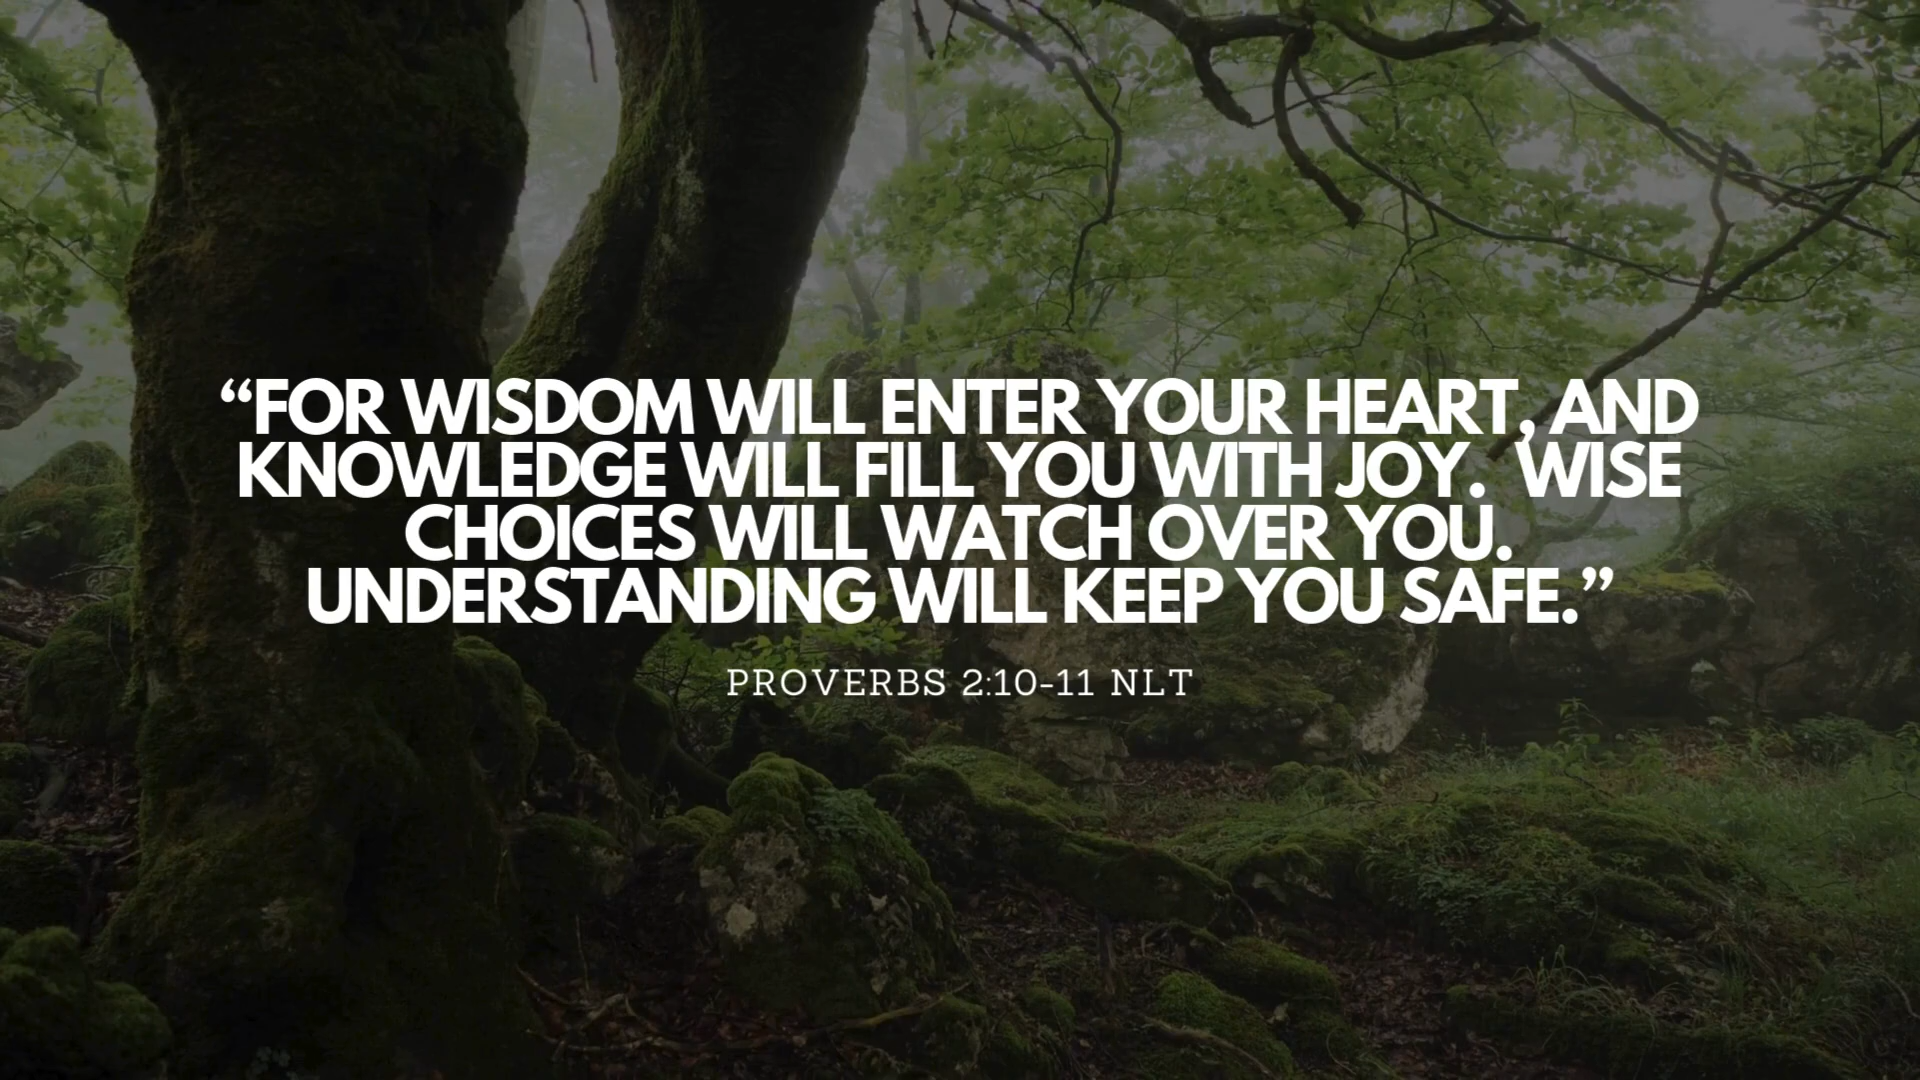 “FOR WISDOM WILL ENTER YOUR HEART, AND
KNOWLEDGE WILL FILL YOU WITH JOY.  WISE
CHOICES WILL WATCH OVER YOU.
UNDERSTANDING WILL KEEP YOU SAFE.”
PROVERBS 2:10-11 NLT